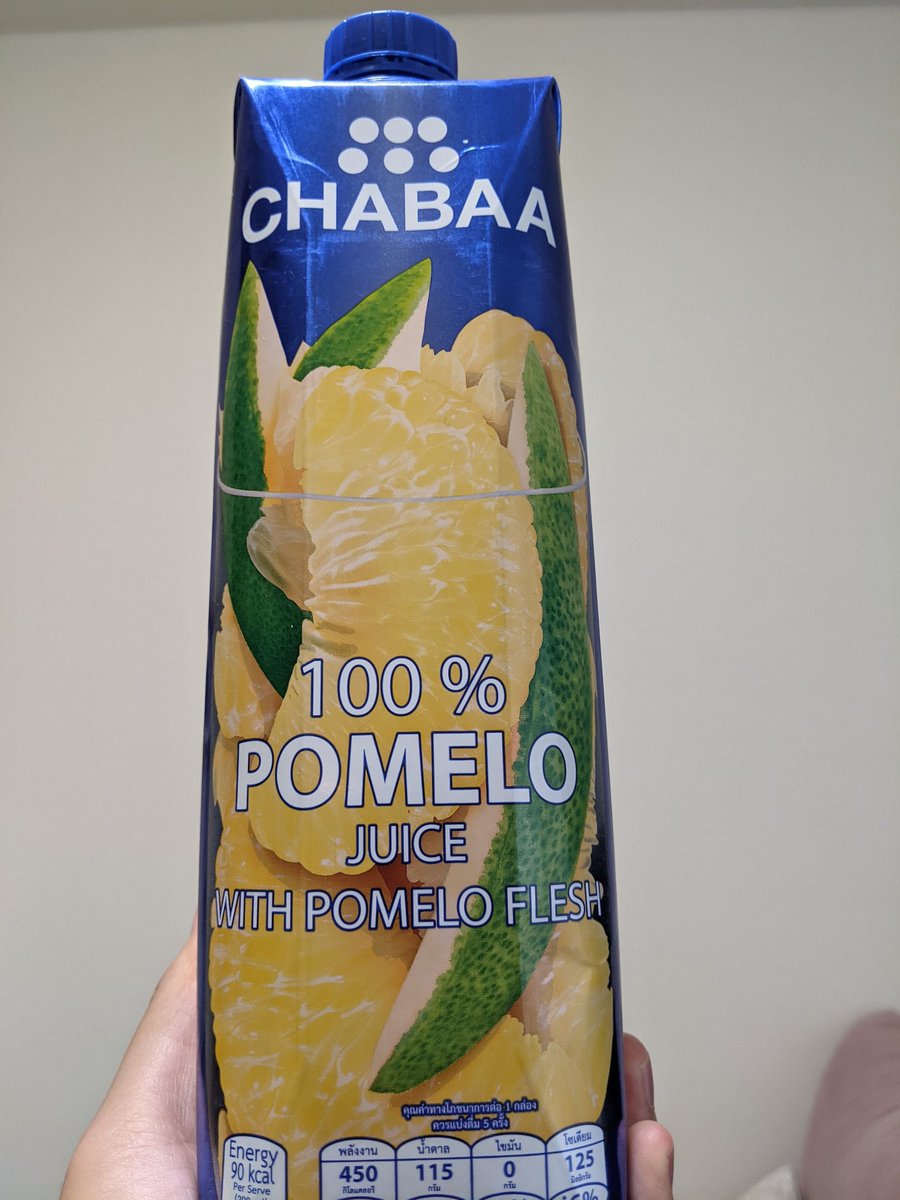 CHABAA
100 %
POMELO
JUICE
WITH POMELO FLESH
คุณค่าทางโภชนาการต่อ 1 กล่อง
ควรแบ่งดื่ม 5 ครั้ง
Energy
90 kcal
Per Serve
พลังงาน
450
กิโลแคลอรี
น้ำตาล
115
กรัม
ไขมัน
0
กรัม
โซเดียม
125
มิลลิกรัม